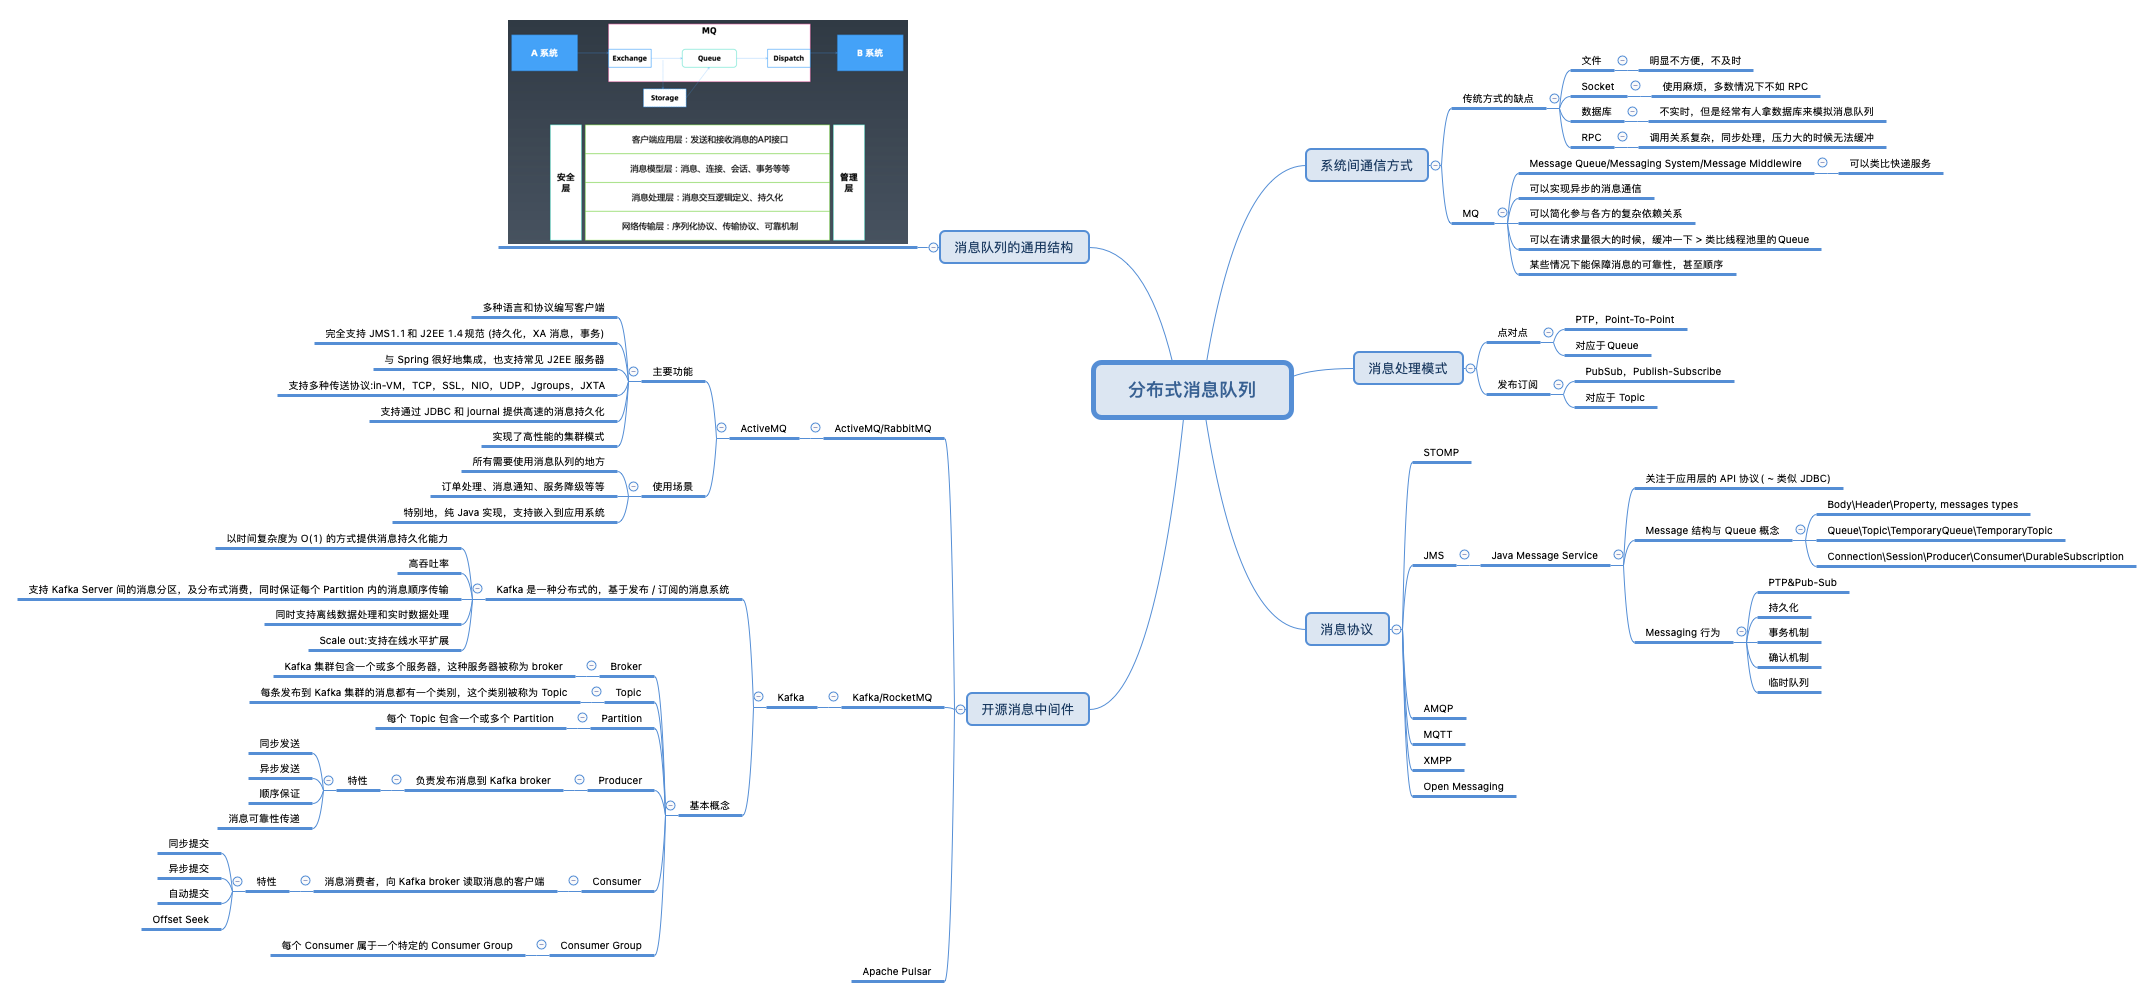 分布式消息队列
系统间通信方式
传统方式的缺点
文件
明显不方便，不及时
Socket
使用麻烦，多数情况下不如 RPC
数据库
不实时，但是经常有人拿数据库来模拟消息队列
RPC
调用关系复杂，同步处理，压力大的时候无法缓冲
MQ
Message Queue/Messaging System/Message Middlewire
可以类比快递服务
可以实现异步的消息通信
可以简化参与各方的复杂依赖关系
可以在请求量很大的时候，缓冲一下 > 类比线程池里的Queue
某些情况下能保障消息的可靠性，甚至顺序
消息处理模式
点对点
PTP，Point-To-Point
对应于Queue
发布订阅
PubSub，Publish-Subscribe
对应于 Topic
消息协议
STOMP
JMS
Java Message Service
关注于应用层的 API 协议 ( ~ 类似 JDBC)
Message 结构与 Queue 概念
Body\Header\Property, messages types
Queue\Topic\TemporaryQueue\TemporaryTopic
Connection\Session\Producer\Consumer\DurableSubscription
Messaging 行为
PTP&Pub-Sub
持久化
事务机制
确认机制
临时队列
AMQP
MQTT
XMPP
Open Messaging
消息队列的通用结构
MQ
A 系统
Exchange
Queue
Dispatch
B 系统
Storage
安全层
客户端应用层：发送和接收消息的API接口
消息模型层：消息、连接、会话、事务等等
消息处理层：消息交互逻辑定义、持久化
网络传输层：序列化协议、传输协议、可靠机制
管理层
开源消息中间件
ActiveMQ/RabbitMQ
ActiveMQ
主要功能
多种语言和协议编写客户端
完全支持 JMS1.1和 J2EE 1.4规范 (持久化，XA 消息，事务)
与 Spring 很好地集成，也支持常见 J2EE 服务器
支持多种传送协议:in-VM，TCP，SSL，NIO，UDP，Jgroups，JXTA
支持通过 JDBC 和 journal 提供高速的消息持久化
实现了高性能的集群模式
使用场景
所有需要使用消息队列的地方
订单处理、消息通知、服务降级等等
特别地，纯 Java 实现，支持嵌入到应用系统
Kafka/RocketMQ
Kafka
Kafka 是一种分布式的，基于发布 / 订阅的消息系统
以时间复杂度为 O(1) 的方式提供消息持久化能力
高吞吐率
支持 Kafka Server 间的消息分区，及分布式消费，同时保证每个 Partition 内的消息顺序传输
同时支持离线数据处理和实时数据处理
Scale out:支持在线水平扩展
基本概念
Broker
Kafka 集群包含一个或多个服务器，这种服务器被称为 broker
Topic
每条发布到 Kafka 集群的消息都有一个类别，这个类别被称为 Topic
Partition
每个 Topic 包含一个或多个 Partition
Producer
负责发布消息到 Kafka broker
特性
同步发送
异步发送
顺序保证
消息可靠性传递
Consumer
消息消费者，向 Kafka broker 读取消息的客户端
特性
同步提交
异步提交
自动提交
Offset Seek
Consumer Group
每个 Consumer 属于一个特定的 Consumer Group
Apache Pulsar